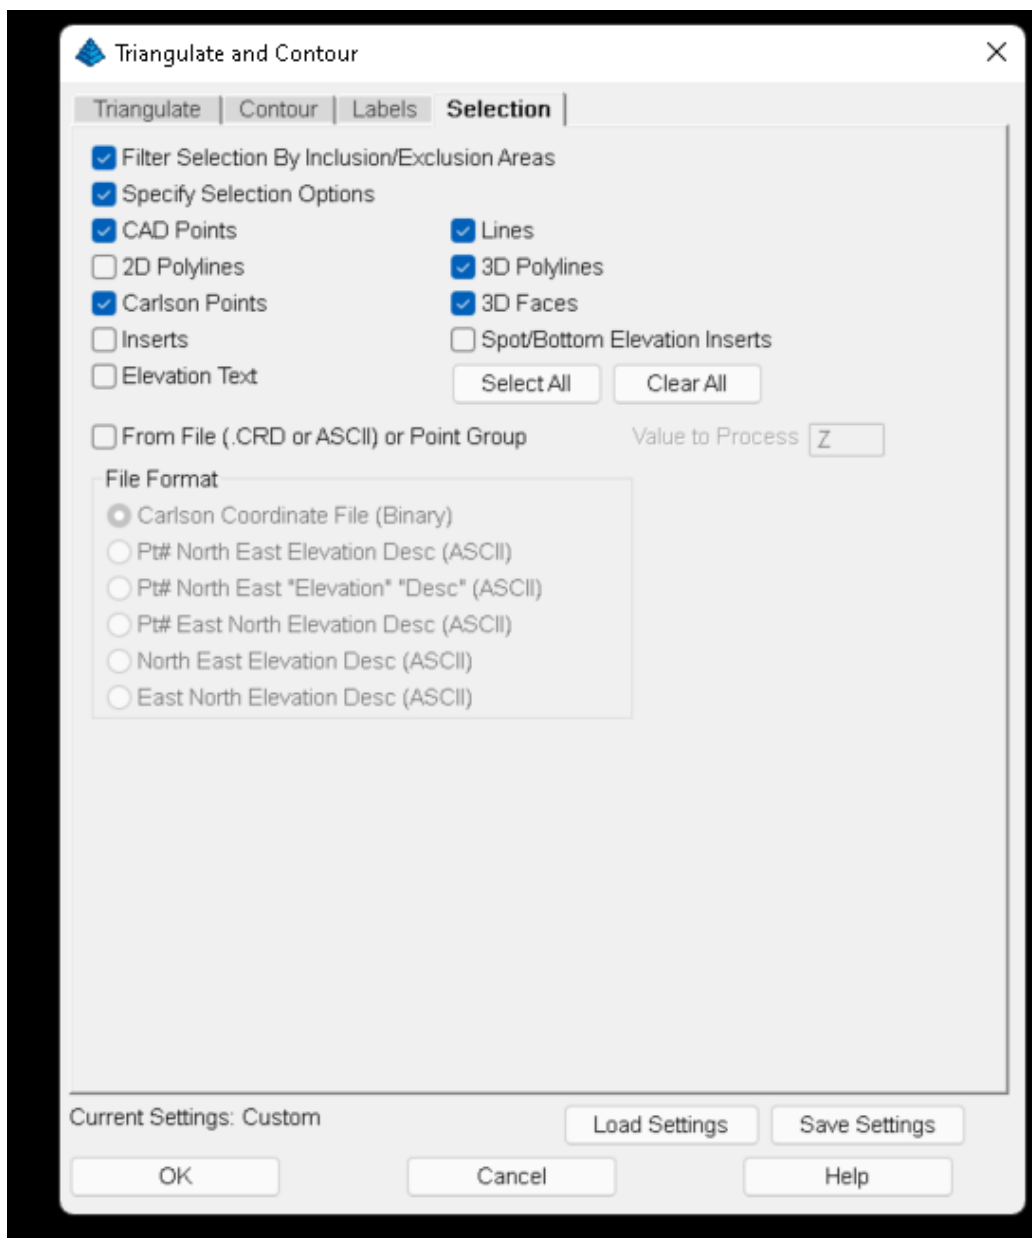 Triangulate and Contour
Triangulate Contour Labels Selection
Filter Selection By Inclusion/Exclusion Areas
Specify Selection Options
CAD Points Lines
2D Polylines 3D Polylines
Carlson Points 3D Faces
Inserts Spot/Bottom Elevation Inserts
Elevation Text Select All Clear All
From File (.CRD or ASCII) or Point Group Value to Process Z
File Format
Carlson Coordinate File (Binary)
Pt# North East Elevation Desc (ASCII)
Pt# North East "Elevation" "Desc" (ASCII)
Pt# East North Elevation Desc (ASCII)
North East Elevation Desc (ASCII)
East North Elevation Desc (ASCII)
Current Settings: Custom Load Settings Save Settings
OK Cancel Help